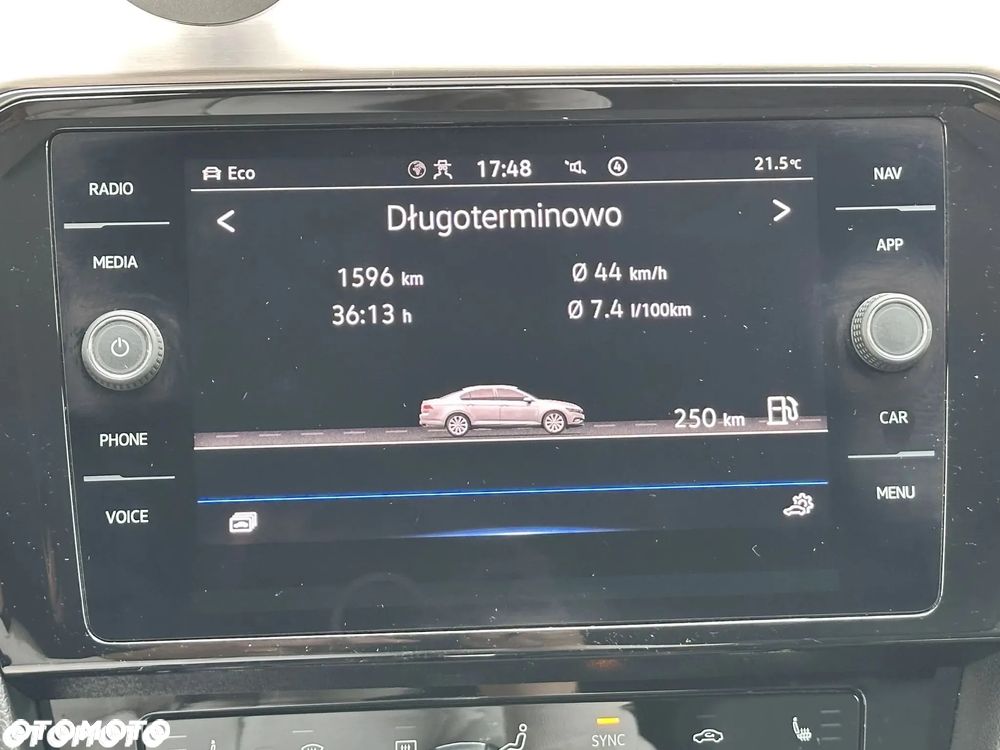 Eco 17:48 4 21.5°C
RADIO
NAV
Długoterminowo
APP
MEDIA
1596 km Ø 44 km/h
36:13 h Ø 7.4 l/100km
250 km
CAR
PHONE
MENU
VOICE
OTOMOTO
SYNC